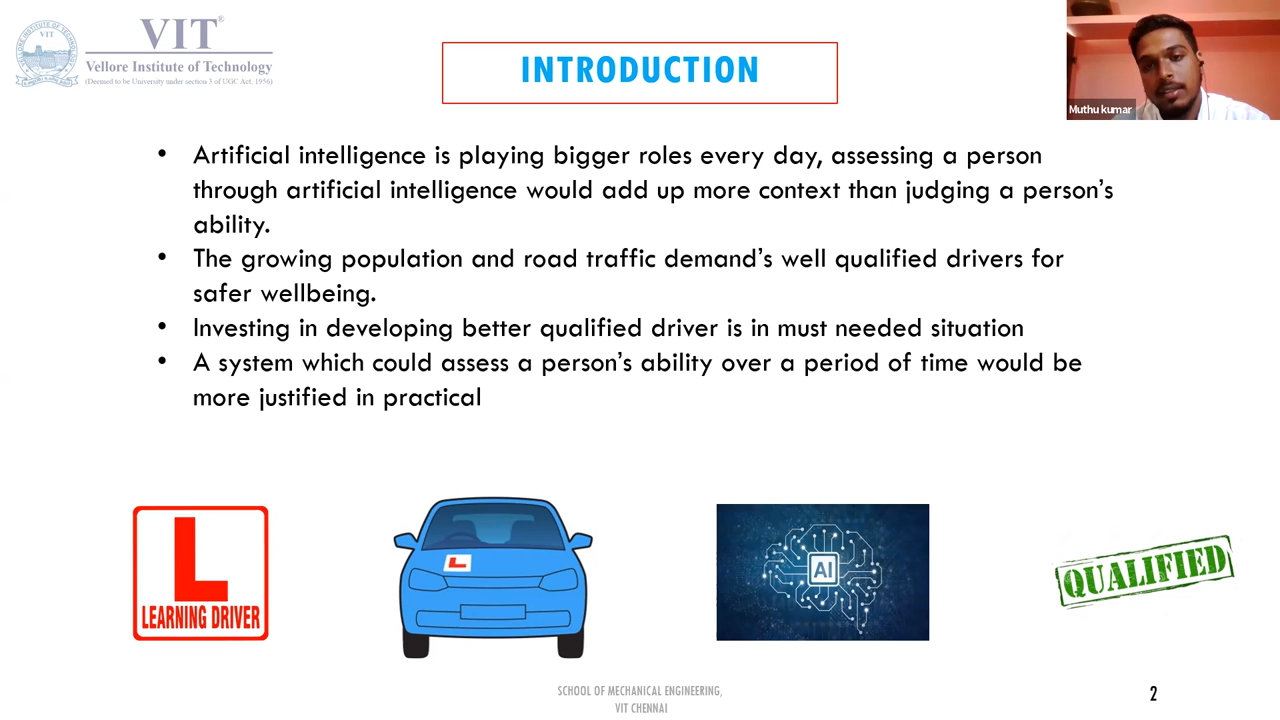 VIT®
Vellore Institute of Technology
(Deemed to be University under section 3 of UGC Act, 1956)
INTRODUCTION
Muthu kumar
• Artificial intelligence is playing bigger roles every day, assessing a person
through artificial intelligence would add up more context than judging a person's
ability.
• The growing population and road traffic demand's well qualified drivers for
safer wellbeing.
• Investing in developing better qualified driver is in must needed situation
• A system which could assess a person's ability over a period of time would be
more justified in practical
L
LEARNING DRIVER
L
AI
QUALIFIED
SCHOOL OF MECHANICAL ENGINEERING,
VIT CHENNAI
2